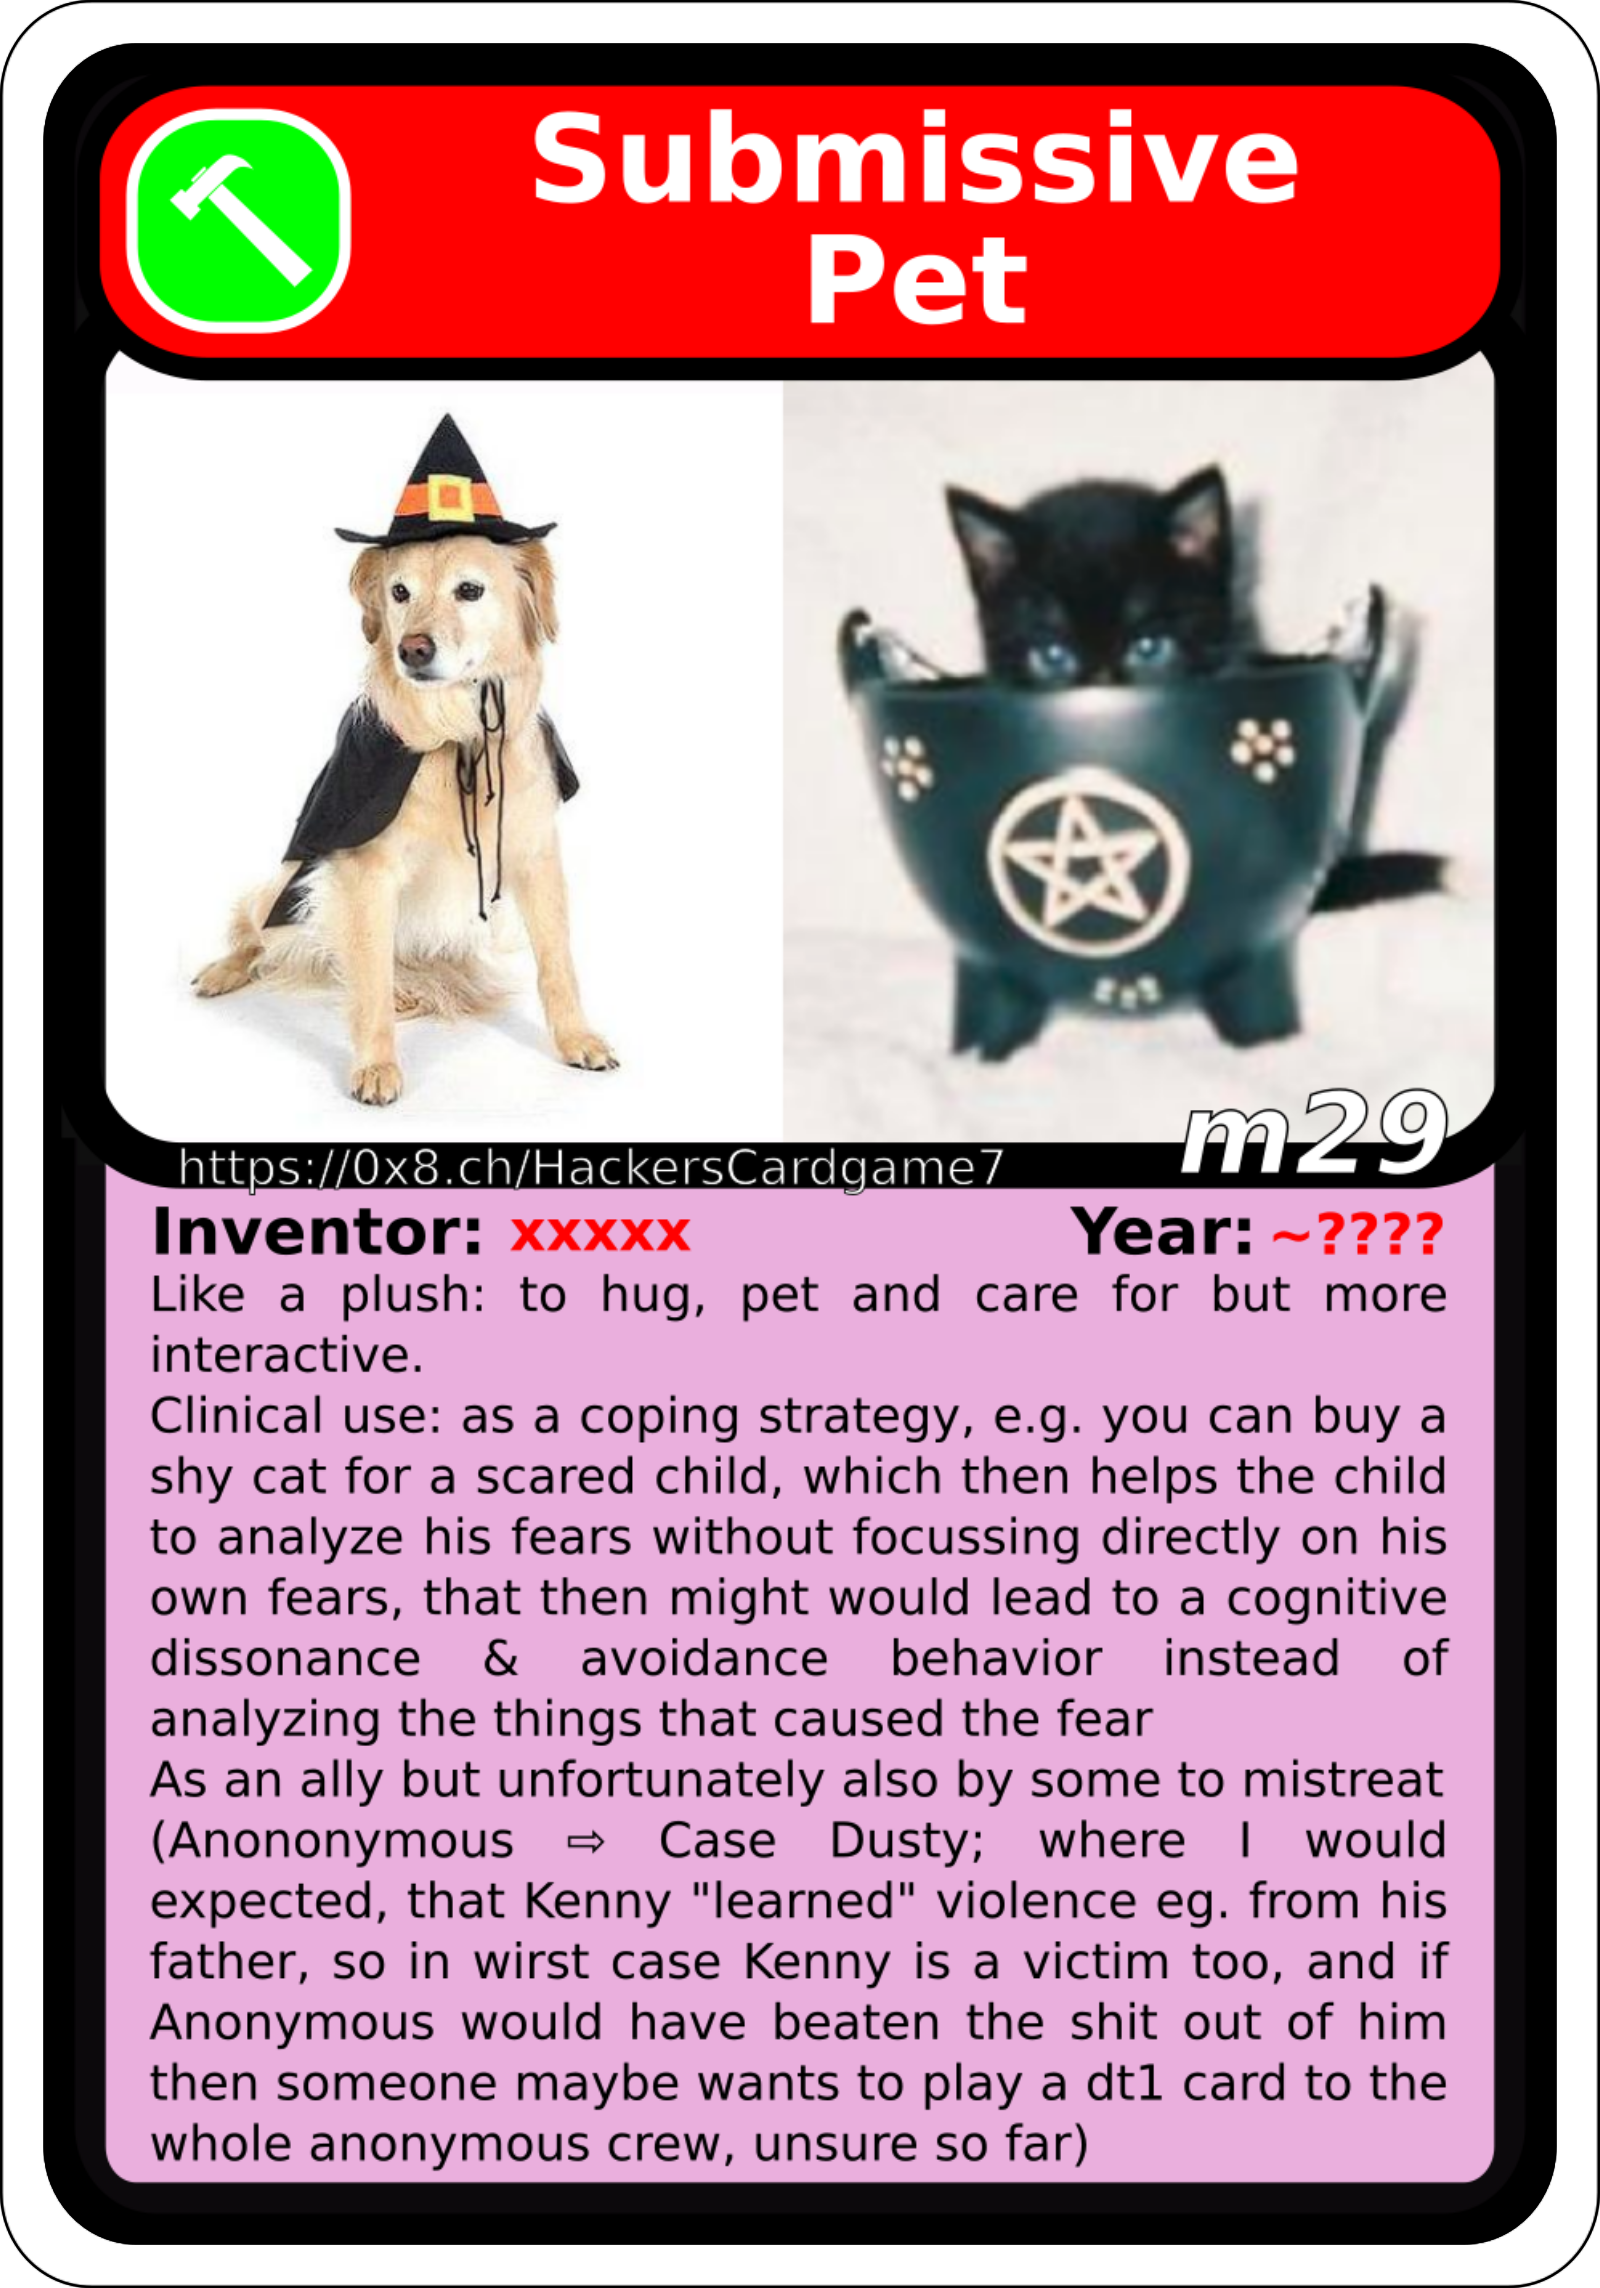 Submissive
Pet
m29
https://0x8.ch/HackersCardgame7
Inventor: xxxxx Year: ~????
Like a plush: to hug, pet and care for but more
interactive.
Clinical use: as a coping strategy, e.g. you can buy a
shy cat for a scared child, which then helps the child
to analyze his fears without focussing directly on his
own fears, that then might would lead to a cognitive
dissonance & avoidance behavior instead of
analyzing the things that caused the fear
As an ally but unfortunately also by some to mistreat
(Anononymous ⇨ Case Dusty; where I would
expected, that Kenny "learned" violence eg. from his
father, so in wirst case Kenny is a victim too, and if
Anonymous would have beaten the shit out of him
then someone maybe wants to play a dt1 card to the
whole anonymous crew, unsure so far)